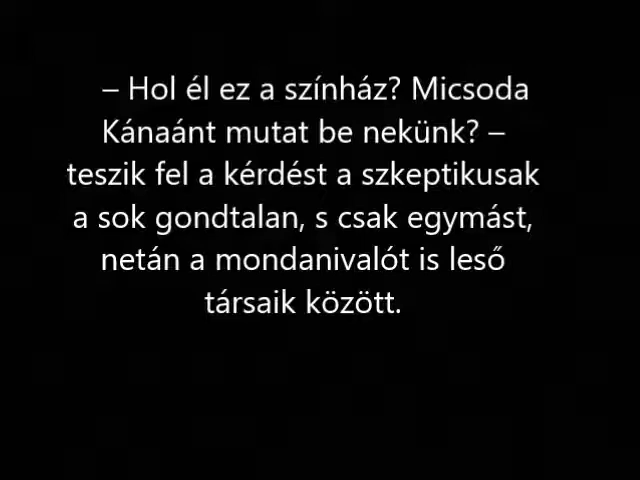 – Hol él ez a színház? Micsoda
Kánaánt mutat be nekünk? –
teszik fel a kérdést a szkeptikusak
a sok gondtalan, s csak egymást,
netán a mondanivalót is leső
társaik között.